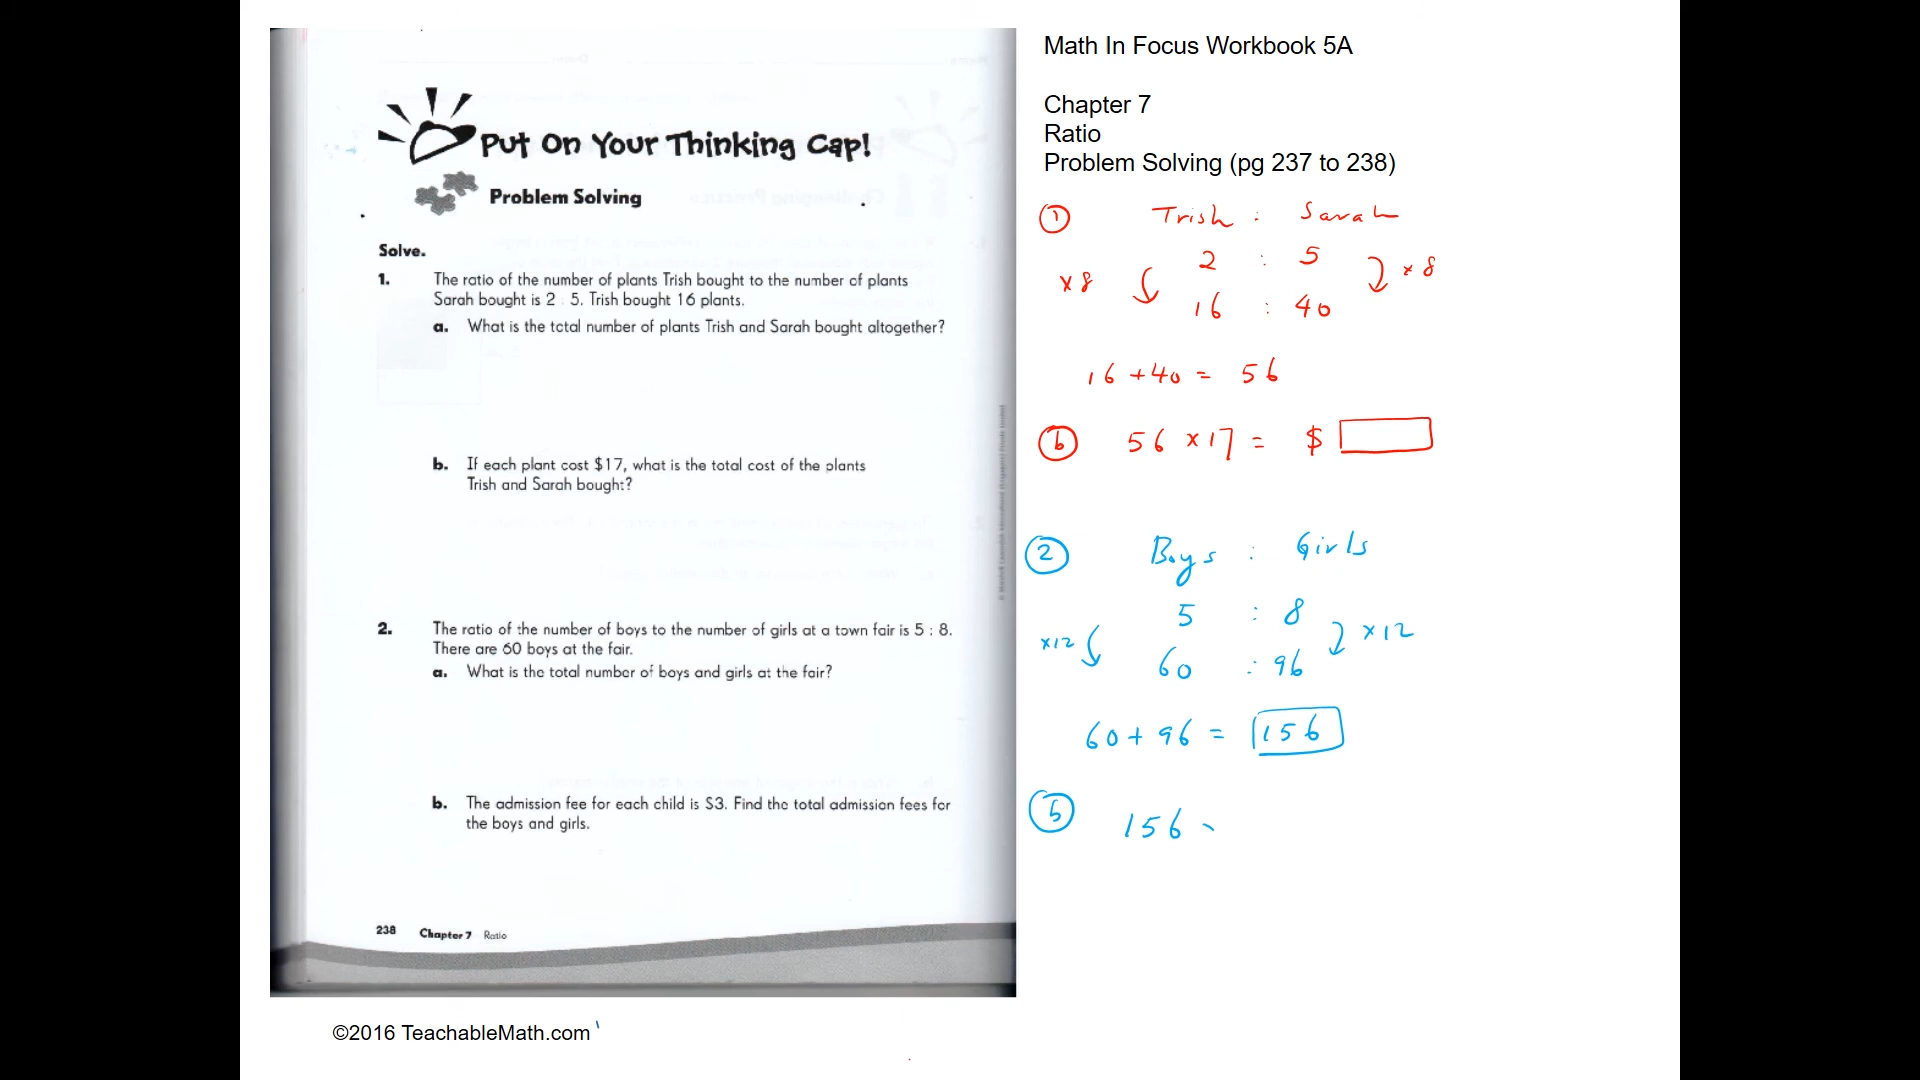 Put On Your Thinking Cap!
Problem Solving
Solve.
1. The ratio of the number of plants Trish bought to the number of plants
Sarah bought is 2 : 5. Trish bought 16 plants.
a. What is the total number of plants Trish and Sarah bought altogether?
b. If each plant cost $17, what is the total cost of the plants
Trish and Sarah bought?
2. The ratio of the number of boys to the number of girls at a town fair is 5 : 8.
There are 60 boys at the fair.
a. What is the total number of boys and girls at the fair?
b. The admission fee for each child is $3. Find the total admission fees for
the boys and girls.
238 Chapter 7 Ratio
©2016 TeachableMath.com
Math In Focus Workbook 5A
Chapter 7
Ratio
Problem Solving (pg 237 to 238)
1 Trish : Sarah
2 : 5
×8 ×8
16 : 40
16 + 40 = 56
b 56 × 17 = $
2 Boys : Girls
5 : 8
×12 ×12
60 : 96
60 + 96 = 156
b 156